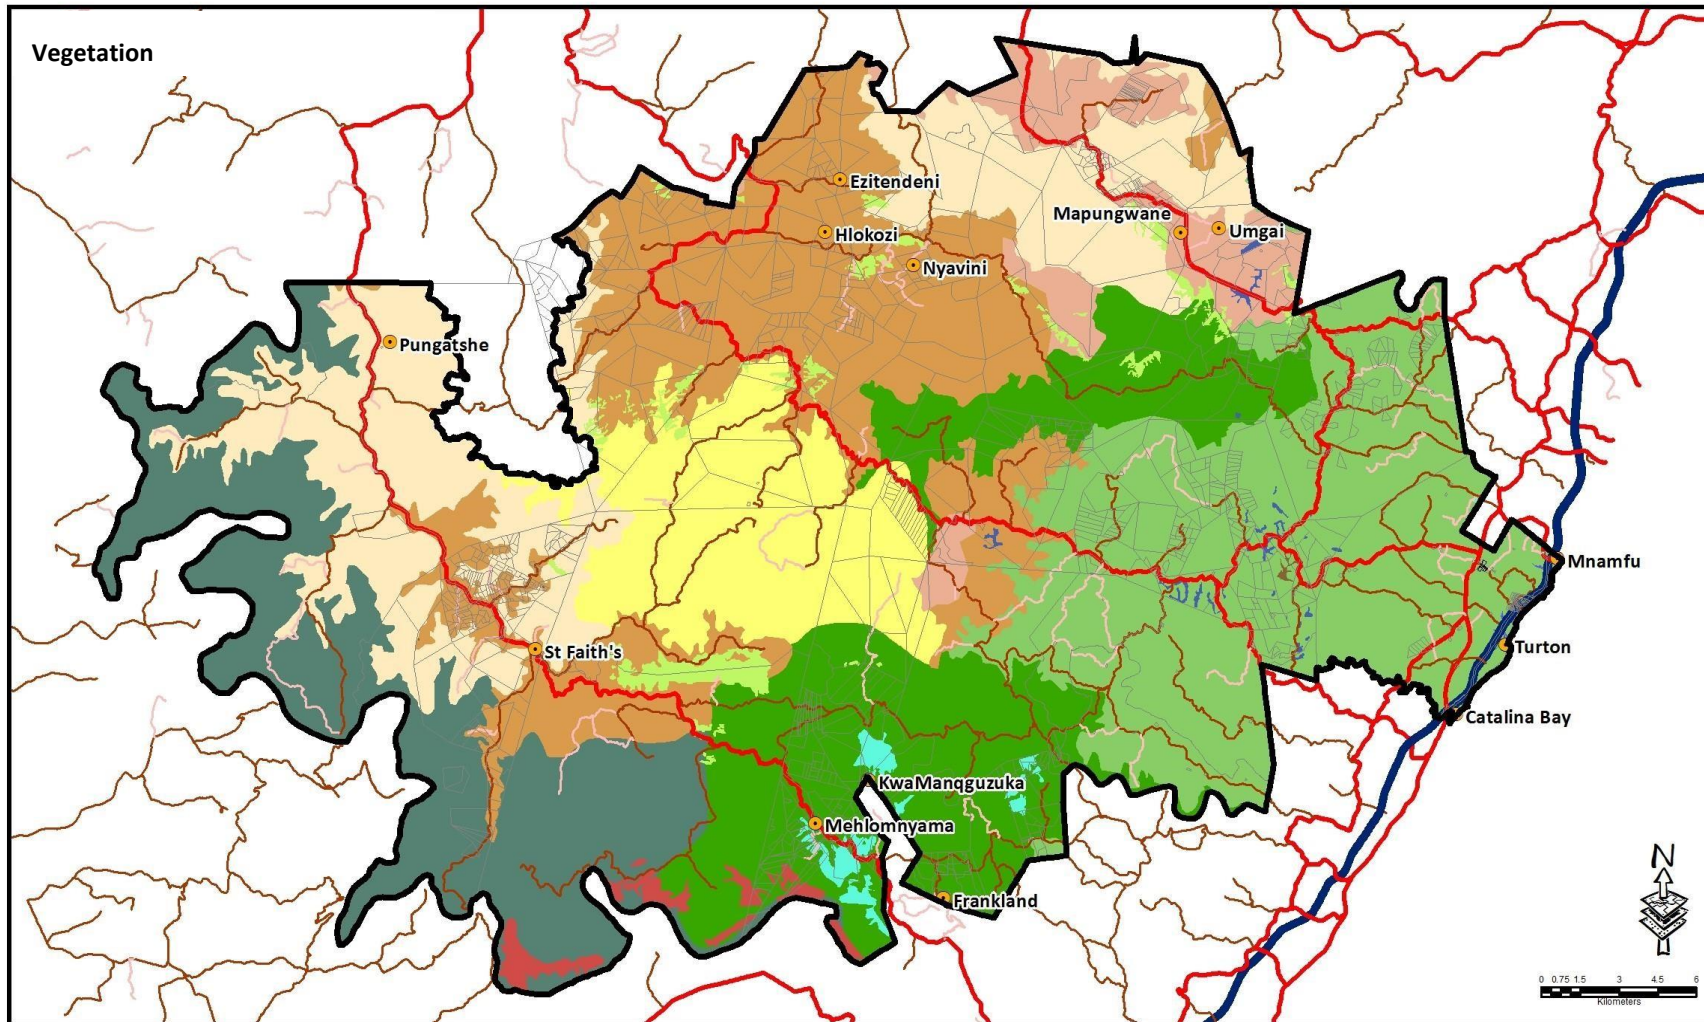 Vegetation
Ezitendeni
Mapungwane
Umgai
Hlokozi
Nyavini
Pungatshe
Mnamfu
St Faith's
Turton
Catalina Bay
KwaManqguzuka
Mehlomnyama
Frankland
N
0 0.75 1.5 3 4.5 6
Kilometers